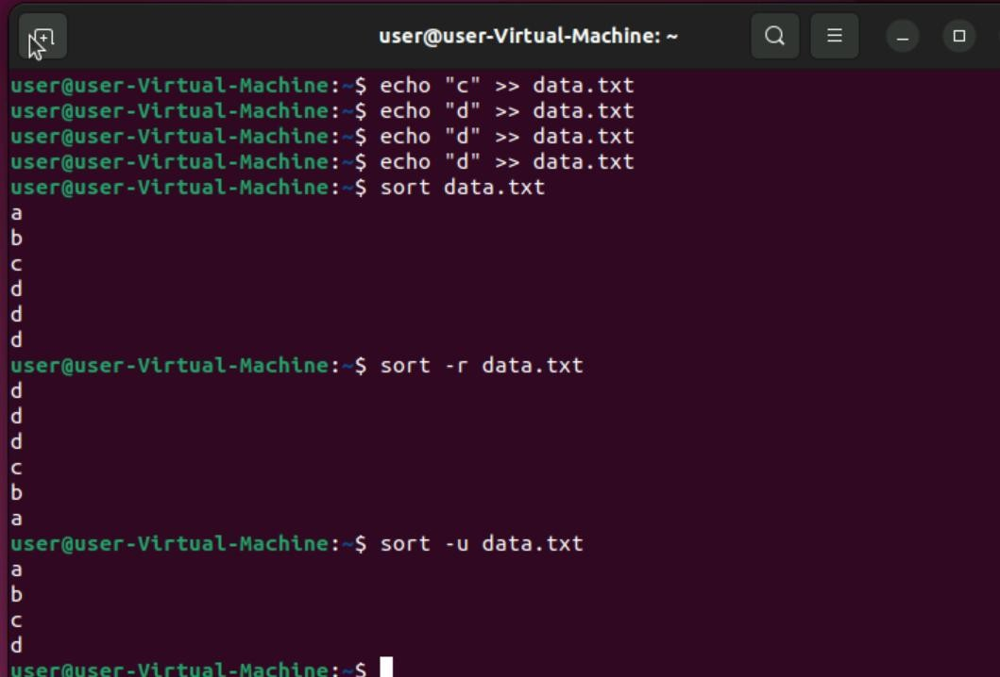 user@user-Virtual-Machine: ~
user@user-Virtual-Machine:~$ echo "c" >> data.txt
user@user-Virtual-Machine:~$ echo "d" >> data.txt
user@user-Virtual-Machine:~$ echo "d" >> data.txt
user@user-Virtual-Machine:~$ echo "d" >> data.txt
user@user-Virtual-Machine:~$ sort data.txt
a
b
c
d
d
d
user@user-Virtual-Machine:~$ sort -r data.txt
d
d
d
c
b
a
user@user-Virtual-Machine:~$ sort -u data.txt
a
b
c
d
user@user-Virtual-Machine:~$